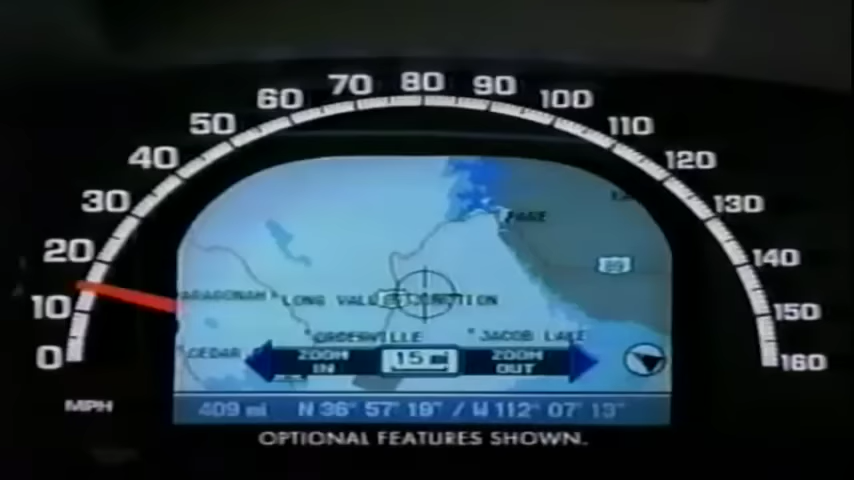 0
10
20
30
40
50
60
70
80
90
100
110
120
130
140
150
160
MPH
PAGE
89
LONG VALLEY JUNCTION
ORDERVILLE
JACOB LAKE
CEDAR
ZOOM IN
15 mi
ZOOM OUT
409 mi N 36° 57' 19" / W 112° 07' 13"
OPTIONAL FEATURES SHOWN.